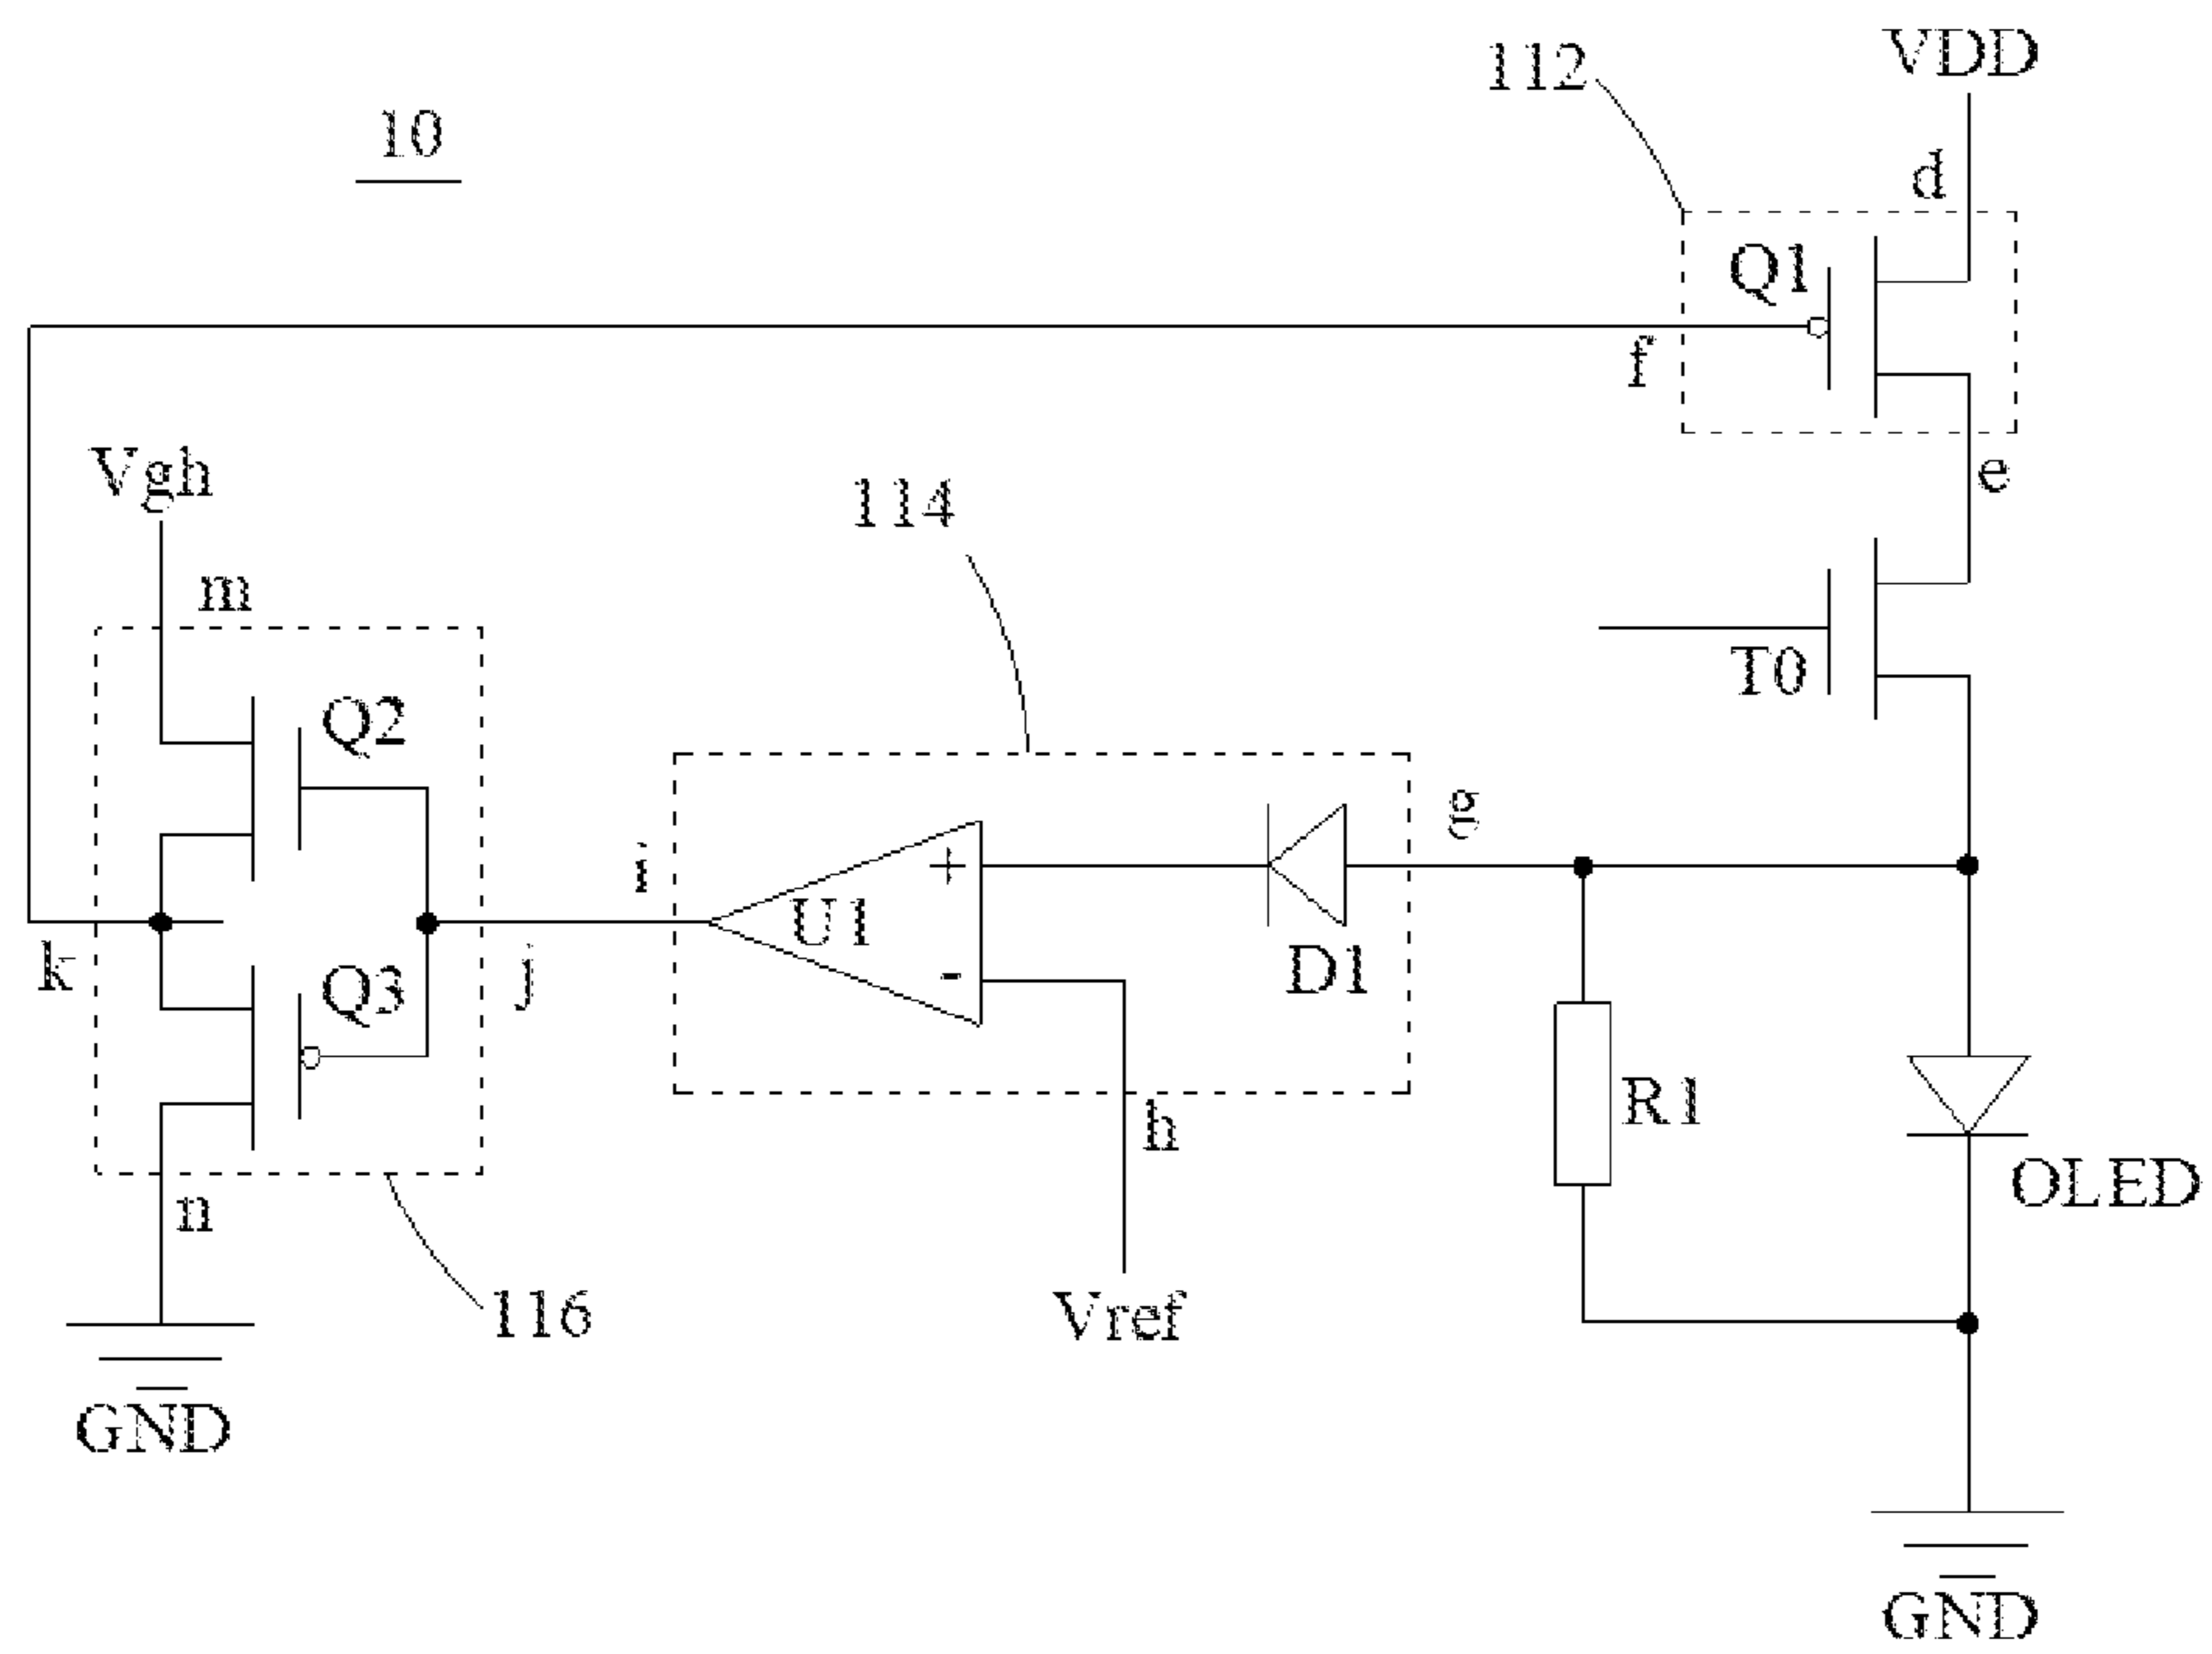 VDD
112
10
d
Q1
f
Vgh
e
114
m
T0
Q2
g
i
+
U1
k
Q3
j
-
D1
R1
h
OLED
n
116
Vref
GND
GND